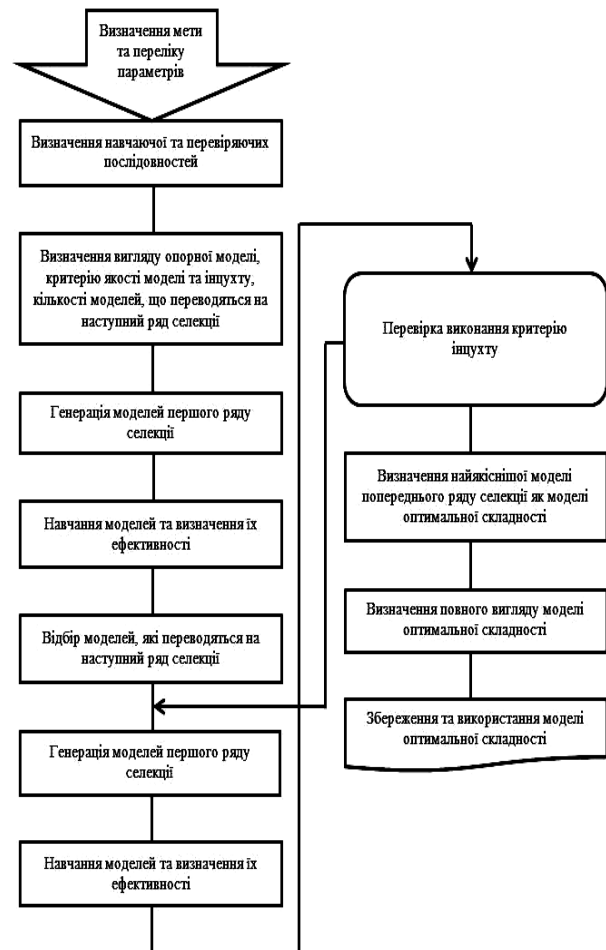 Визначення мети
та переліку
параметрів
Визначення навчаючої та перевіряючих
послідовностей
Визначення вигляду опорної моделі,
критерію якості моделі та інцухту,
кількості моделей, що переводяться на
наступний ряд селекції
Генерація моделей першого ряду
селекції
Навчання моделей та визначення їх
ефективності
Відбір моделей, які переводяться на
наступний ряд селекції
Генерація моделей першого ряду
селекції
Навчання моделей та визначення їх
ефективності
Перевірка виконання критерію
інцухту
Визначення найякіснішої моделі
попереднього ряду селекції як моделі
оптимальної складності
Визначення повного вигляду моделі
оптимальної складності
Збереження та використання моделі
оптимальної складності